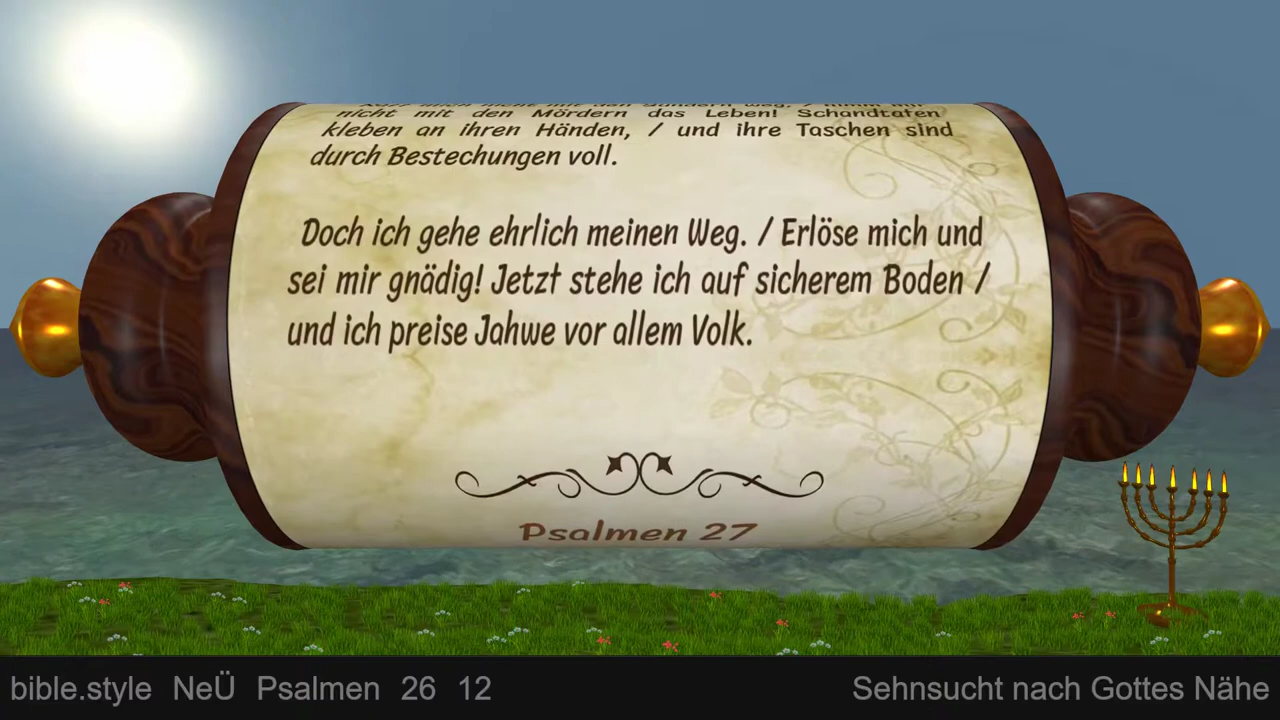 nicht mit den Mördern das Leben! Schandtaten
kleben an ihren Händen, / und ihre Taschen sind
durch Bestechungen voll.
Doch ich gehe ehrlich meinen Weg. / Erlöse mich und
sei mir gnädig! Jetzt stehe ich auf sicherem Boden /
und ich preise Jahwe vor allem Volk.
Psalmen 27
bible.style NeÜ Psalmen 26 12
Sehnsucht nach Gottes Nähe